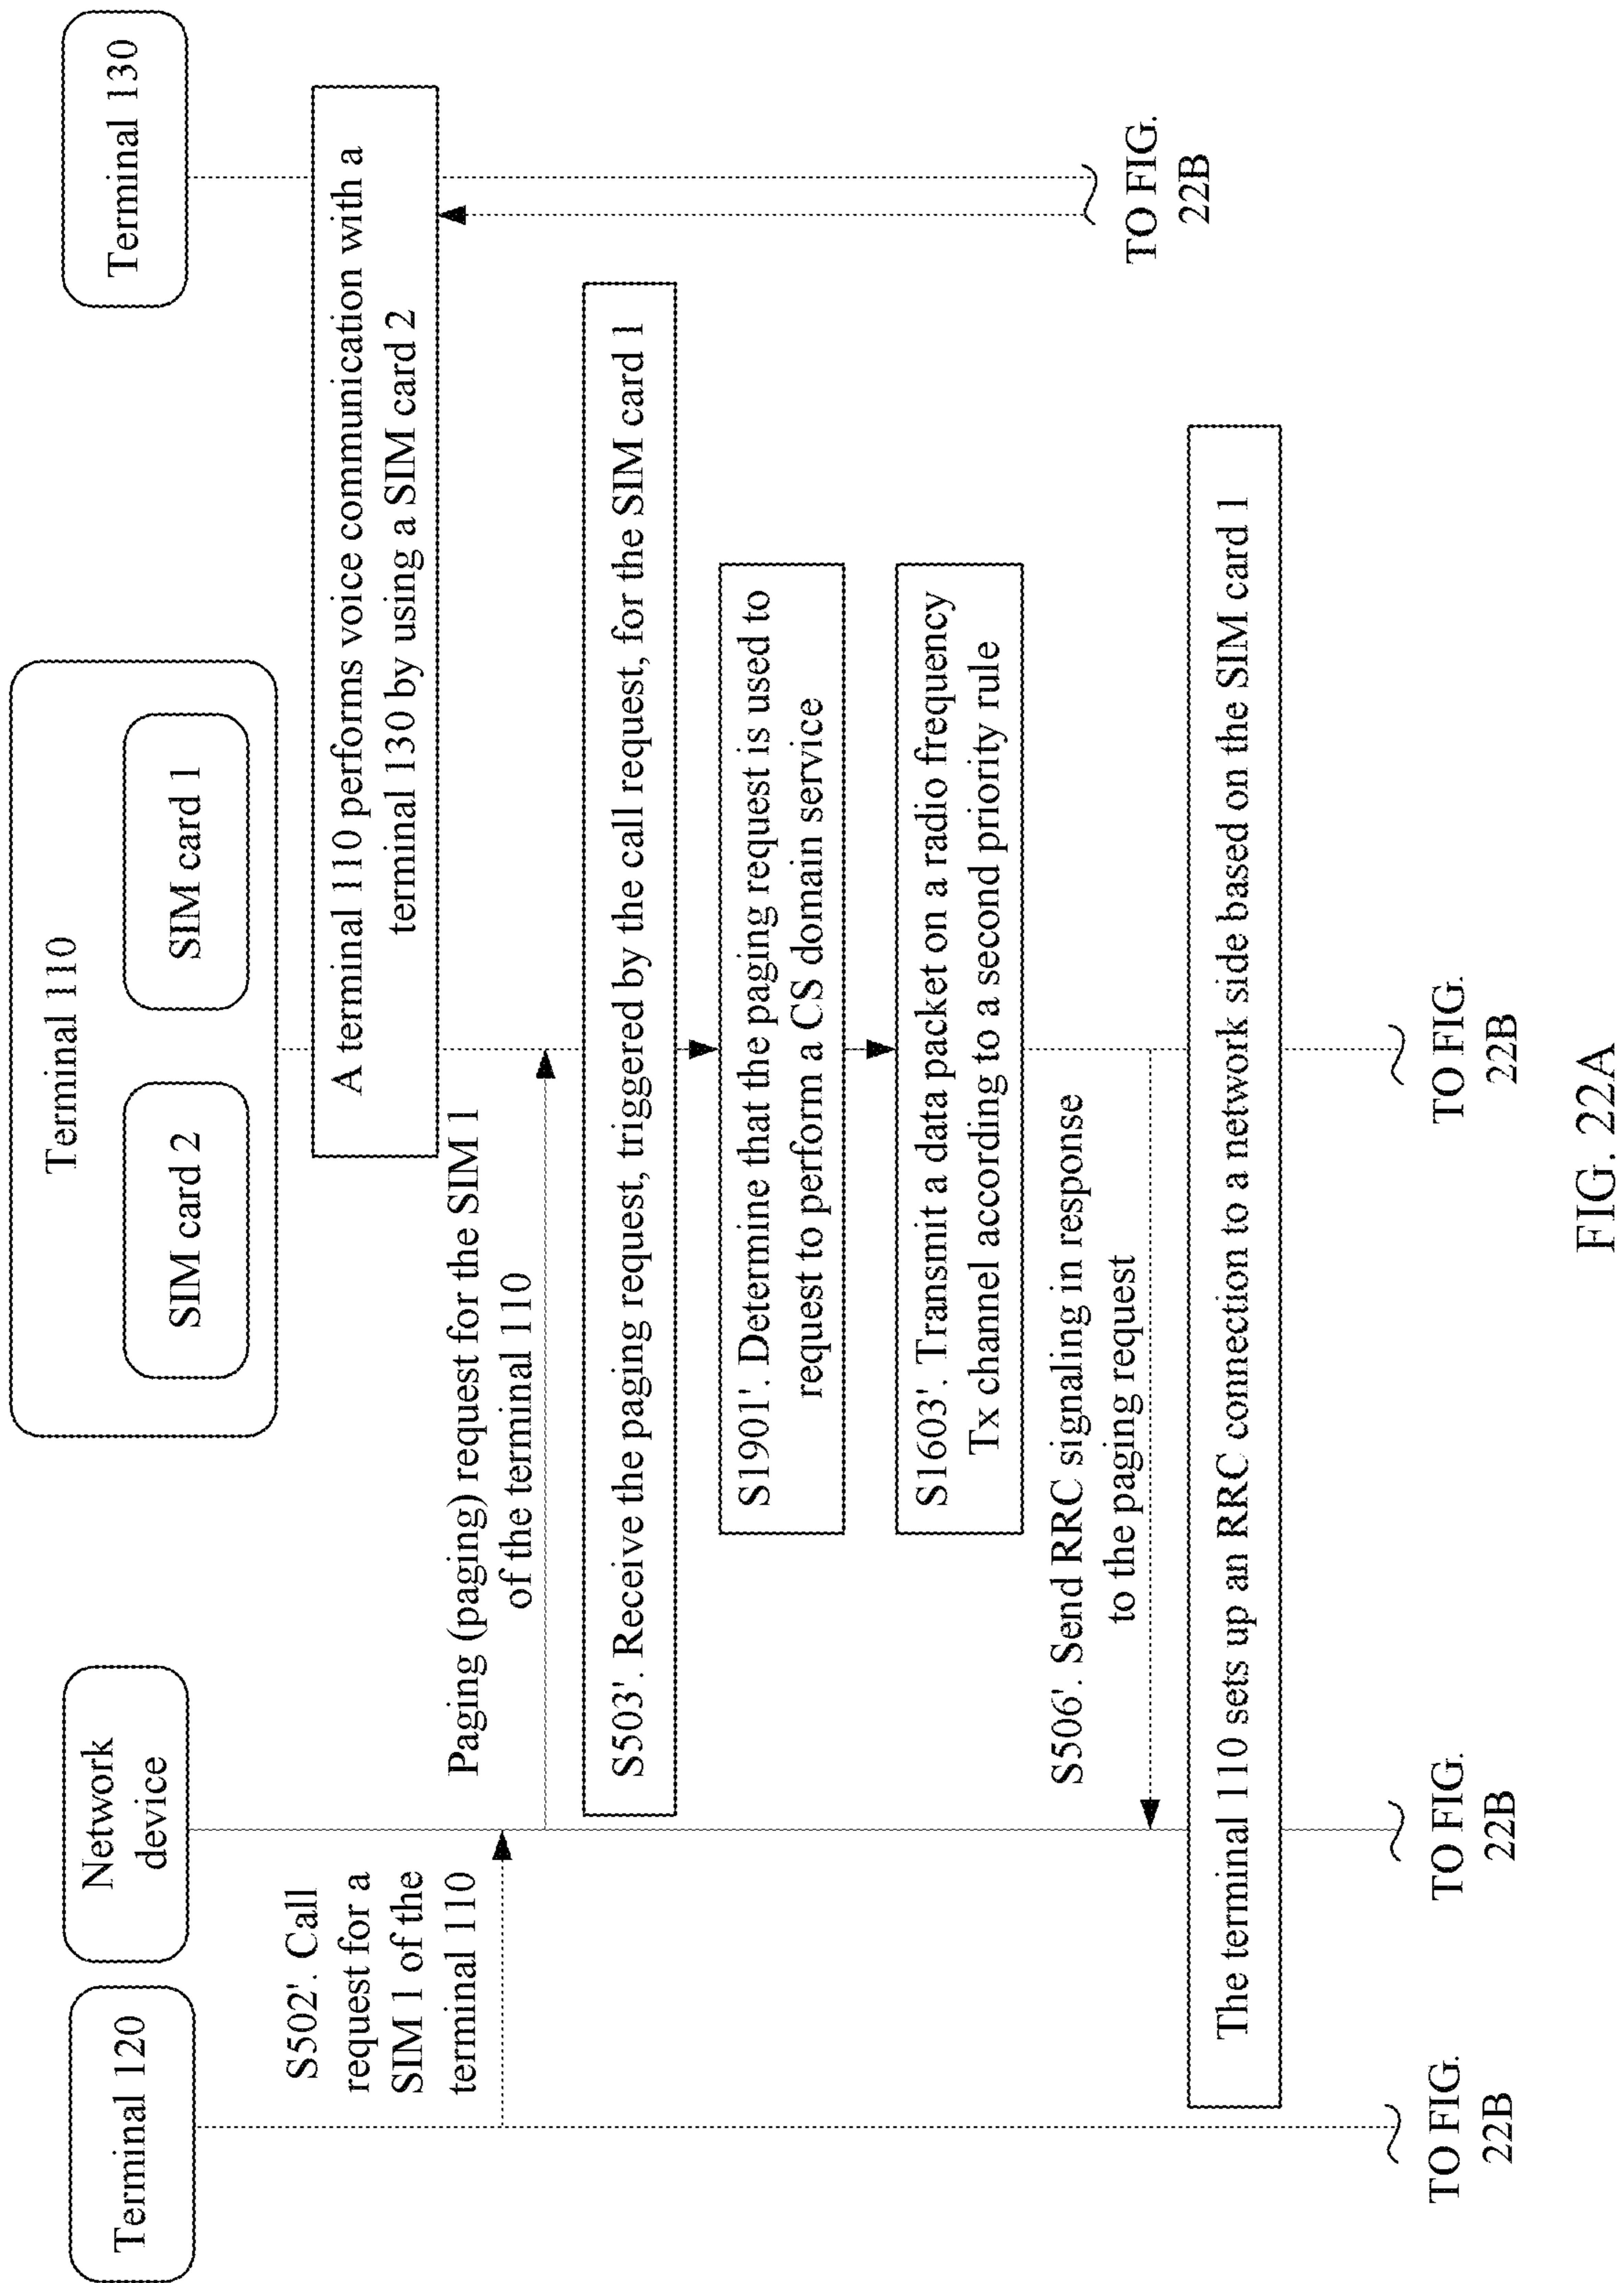 Terminal 120
Network
device
Terminal 110
SIM card 2
SIM card 1
Terminal 130
A terminal 110 performs voice communication with a
terminal 130 by using a SIM card 2
S502'. Call
request for a
SIM 1 of the
terminal 110
Paging (paging) request for the SIM 1
of the terminal 110
S503'. Receive the paging request, triggered by the call request, for the SIM card 1
S1901'. Determine that the paging request is used to
request to perform a CS domain service
S1603'. Transmit a data packet on a radio frequency
Tx channel according to a second priority rule
S506'. Send RRC signaling in response
to the paging request
The terminal 110 sets up an RRC connection to a network side based on the SIM card 1
TO FIG.
22B
TO FIG.
22B
TO FIG.
22B
TO FIG.
22B
FIG. 22A